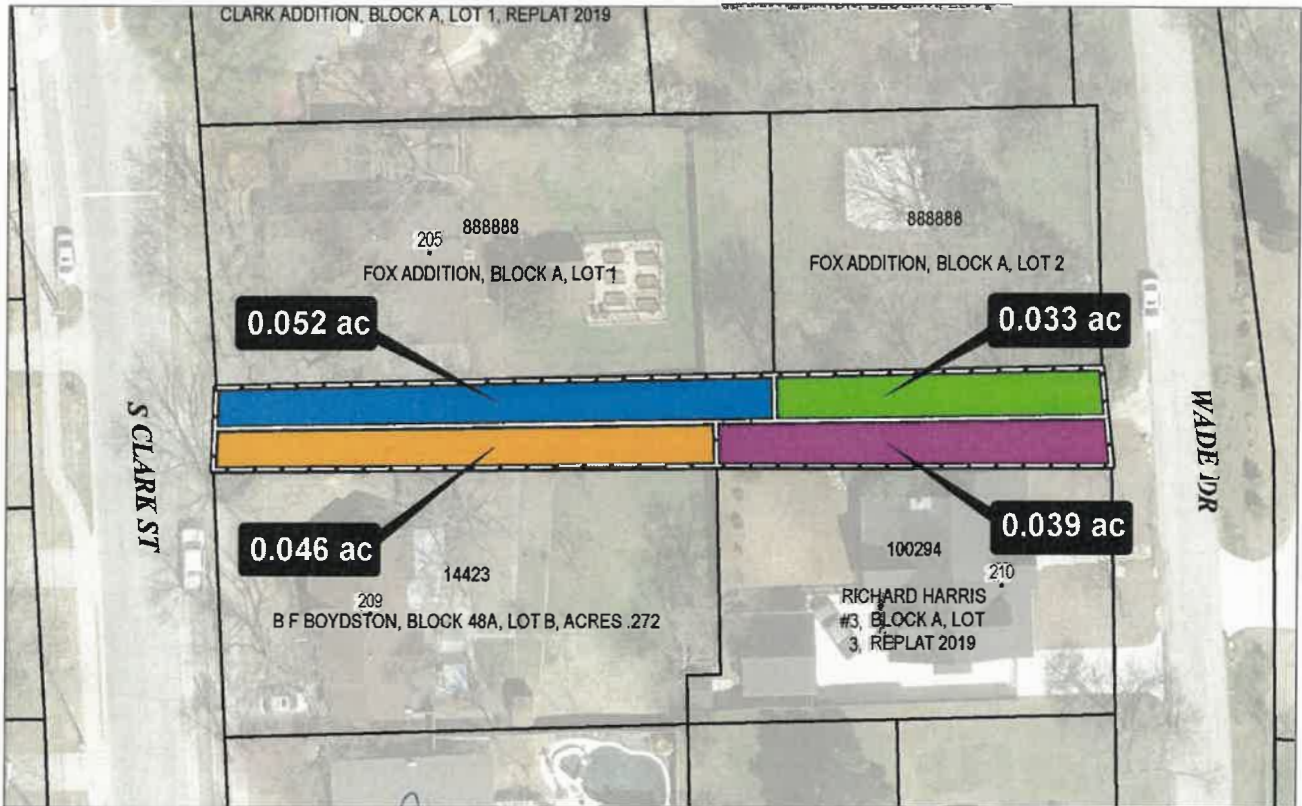 CLARK ADDITION, BLOCK A, LOT 1, REPLAT 2019
888888
205
FOX ADDITION, BLOCK A, LOT 1
888888
FOX ADDITION, BLOCK A, LOT 2
0.052 ac
0.033 ac
S CLARK ST
WADE DR
0.046 ac
0.039 ac
14423
209
B F BOYDSTON, BLOCK 48A, LOT B, ACRES .272
100294
210
RICHARD HARRIS
#3, BLOCK A, LOT
3, REPLAT 2019